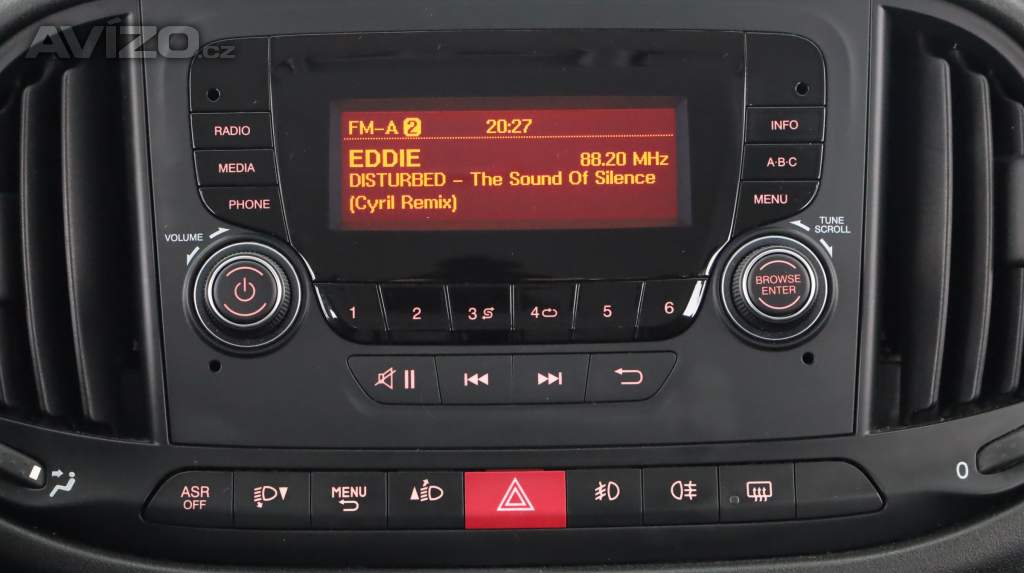 AVÍZO.cz
FM-A 2 20:27
EDDIE 88.20 MHz
DISTURBED - The Sound Of Silence
(Cyril Remix)
RADIO
MEDIA
PHONE
INFO
A·B·C
MENU
VOLUME
TUNE
SCROLL
BROWSE
ENTER
1 2 3 4 5 6
ASR
OFF
MENU
0